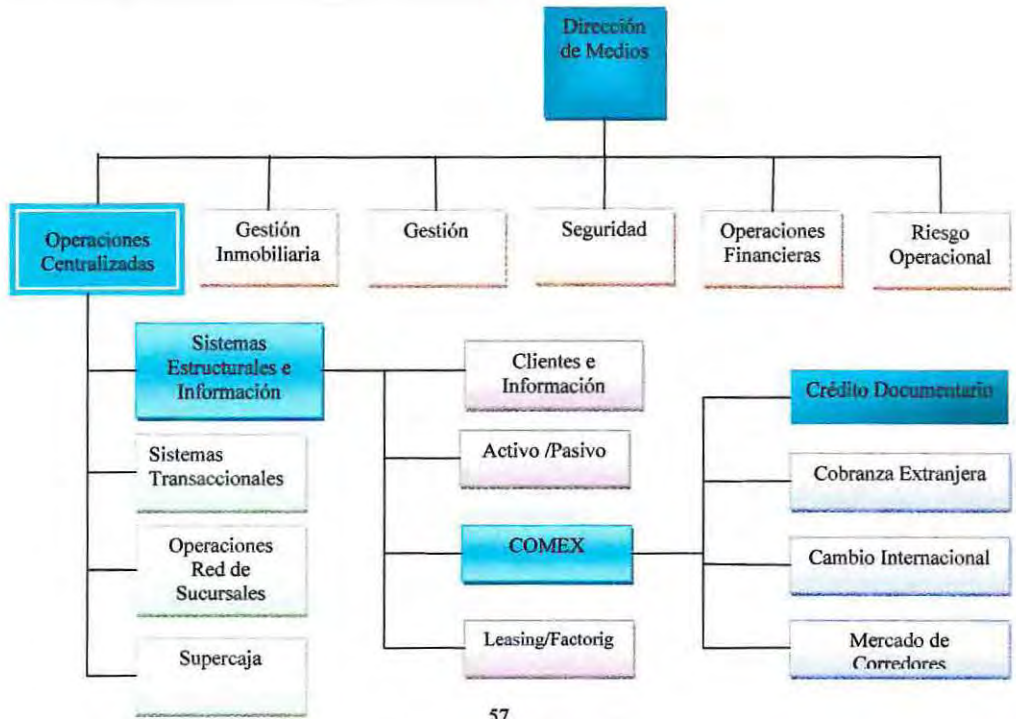 Dirección
de Medios
Operaciones
Centralizadas
Gestión
Inmobiliaria
Gestión
Seguridad
Operaciones
Financieras
Riesgo
Operacional
Sistemas
Estructurales e
Información
Clientes e
Información
Crédito Documentario
Sistemas
Transaccionales
Activo /Pasivo
Cobranza Extranjera
Operaciones
Red de
Sucursales
COMEX
Cambio Internacional
Supercaja
Leasing/Factorig
Mercado de
Corredores
57